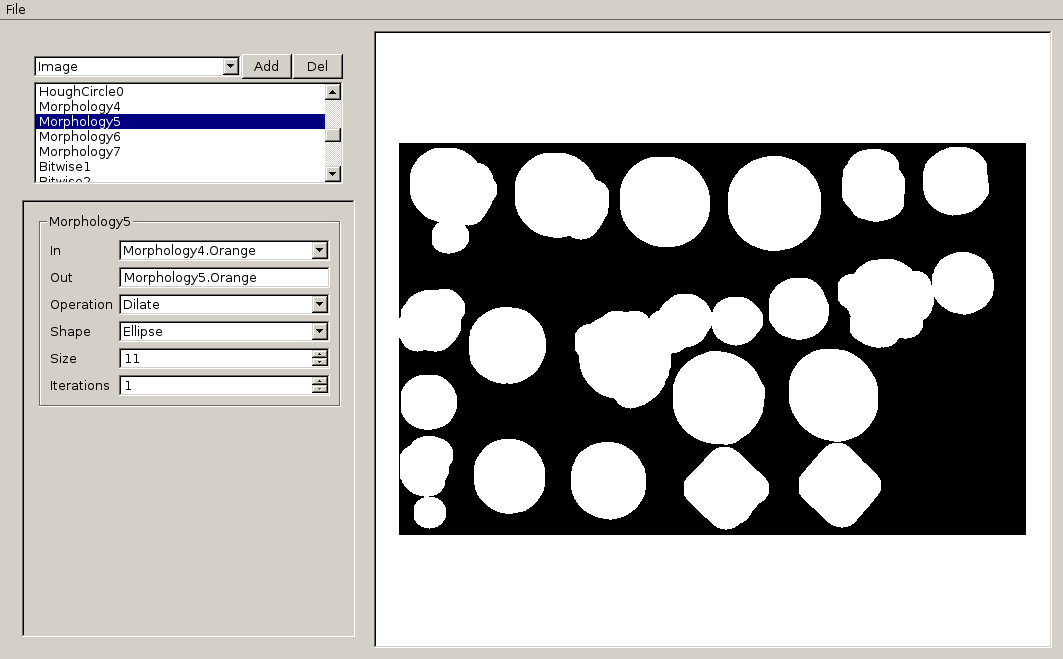 File
Image
Add
Del
HoughCircle0
Morphology4
Morphology5
Morphology6
Morphology7
Bitwise1
Bitwise2
Morphology5
In Morphology4.Orange
Out Morphology5.Orange
Operation Dilate
Shape Ellipse
Size 11
Iterations 1